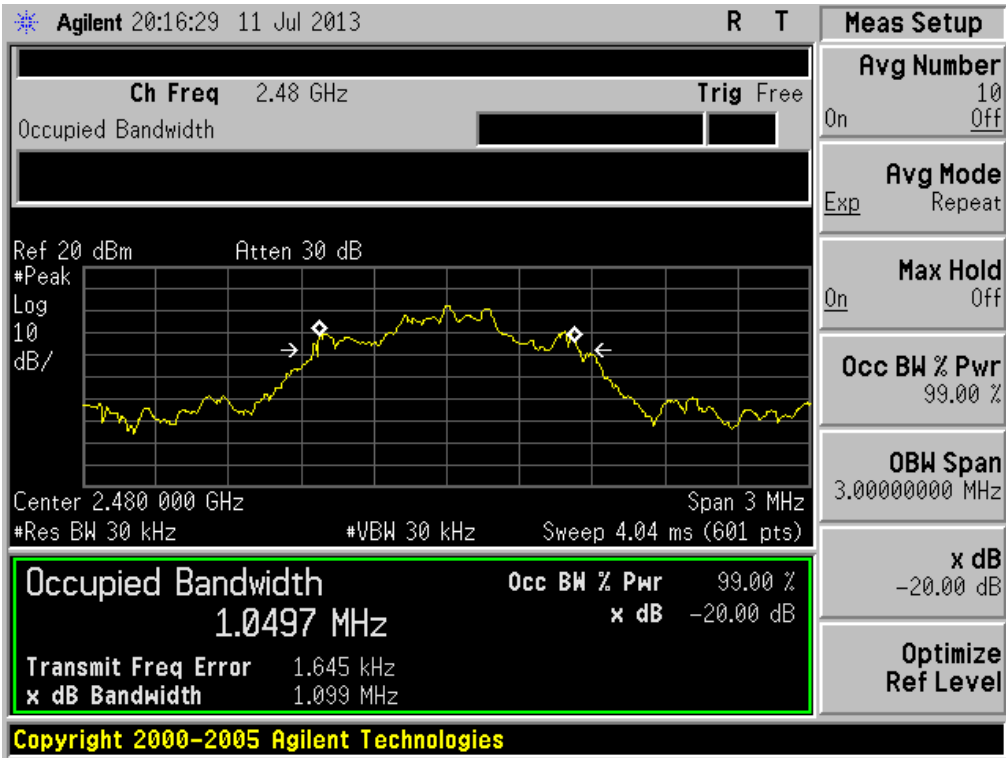 Agilent 20:16:29 11 Jul 2013 R T
Meas Setup
Ch Freq 2.48 GHz Trig Free
Occupied Bandwidth
Avg Number
10
On Off
Avg Mode
Exp Repeat
Max Hold
On Off
Occ BW % Pwr
99.00 %
OBW Span
3.00000000 MHz
x dB
-20.00 dB
Optimize
Ref Level
Ref 20 dBm Atten 30 dB
#Peak
Log
10
dB/
Center 2.480 000 GHz Span 3 MHz
#Res BW 30 kHz #VBW 30 kHz Sweep 4.04 ms (601 pts)
Occupied Bandwidth Occ BW % Pwr 99.00 %
1.0497 MHz x dB -20.00 dB
Transmit Freq Error 1.645 kHz
x dB Bandwidth 1.099 MHz
Copyright 2000-2005 Agilent Technologies